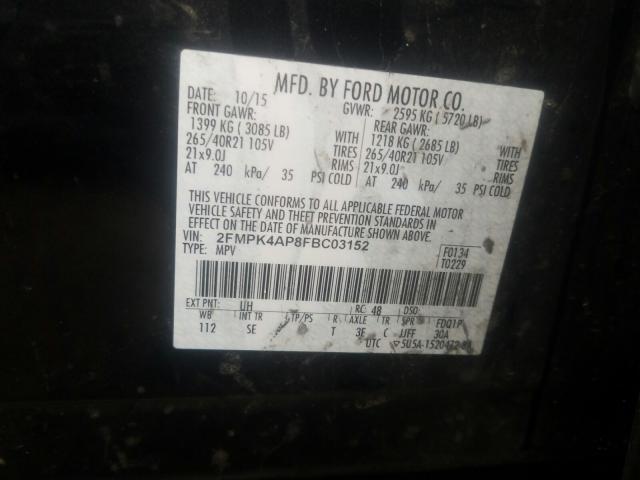 MFD. BY FORD MOTOR CO.
DATE: 10/15 GVWR: 2595 KG ( 5720 LB)
FRONT GAWR: REAR GAWR:
1399 KG ( 3085 LB) WITH 1218 KG ( 2685 LB) WITH
265/40R21 105V TIRES 265/40R21 105V TIRES
21x9.0J RIMS 21x9.0J RIMS
AT 240 kPa/ 35 PSI COLD AT 240 kPa/ 35 PSI COLD
THIS VEHICLE CONFORMS TO ALL APPLICABLE FEDERAL MOTOR
VEHICLE SAFETY AND THEFT PREVENTION STANDARDS IN
EFFECT ON THE DATE OF MANUFACTURE SHOWN ABOVE.
VIN: 2FMPK4AP8FBC03152 F0134
TYPE: MPV T0229
EXT PNT: UH RC: 48 DSO:
WB INT TR TP/PS R AXLE TR SPR FDQ1P
112 SE T 3E C JJFF 30A
UTC